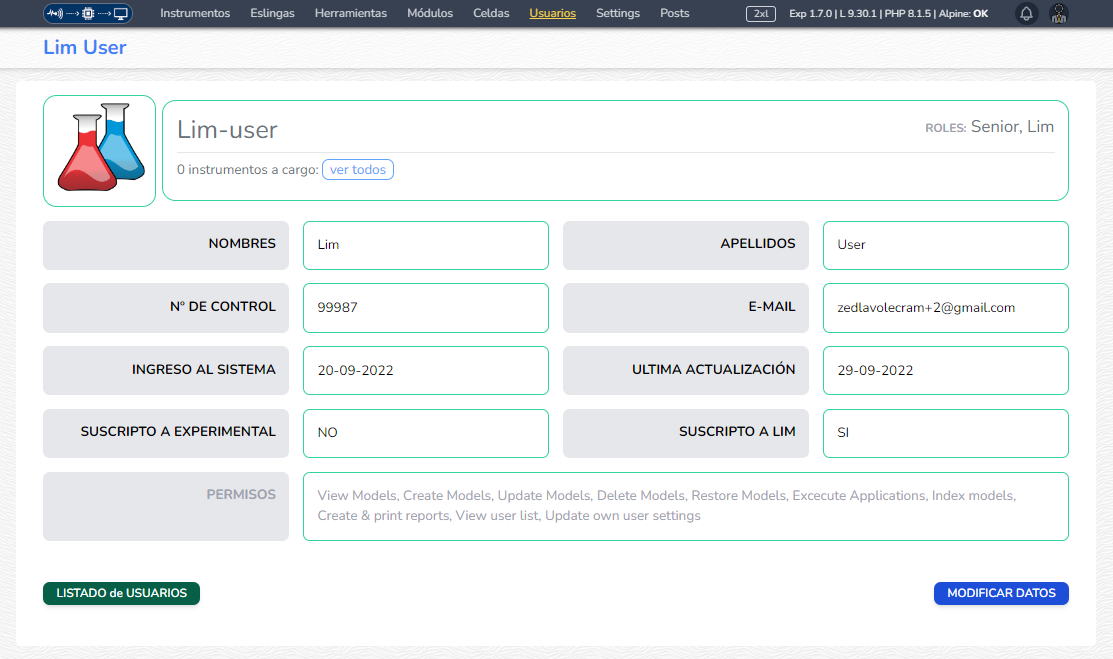 Instrumentos Eslingas Herramientas Módulos Celdas Usuarios Settings Posts 2xl Exp 1.7.0 | L 9.30.1 | PHP 8.1.5 | Alpine: OK
Lim User
Lim-user ROLES: Senior, Lim
0 instrumentos a cargo: ver todos
NOMBRES Lim APELLIDOS User
Nº DE CONTROL 99987 E-MAIL zedlavolecram+2@gmail.com
INGRESO AL SISTEMA 20-09-2022 ULTIMA ACTUALIZACIÓN 29-09-2022
SUSCRIPTO A EXPERIMENTAL NO SUSCRIPTO A LIM SI
PERMISOS View Models, Create Models, Update Models, Delete Models, Restore Models, Excecute Applications, Index models,
Create & print reports, View user list, Update own user settings
LISTADO de USUARIOS MODIFICAR DATOS